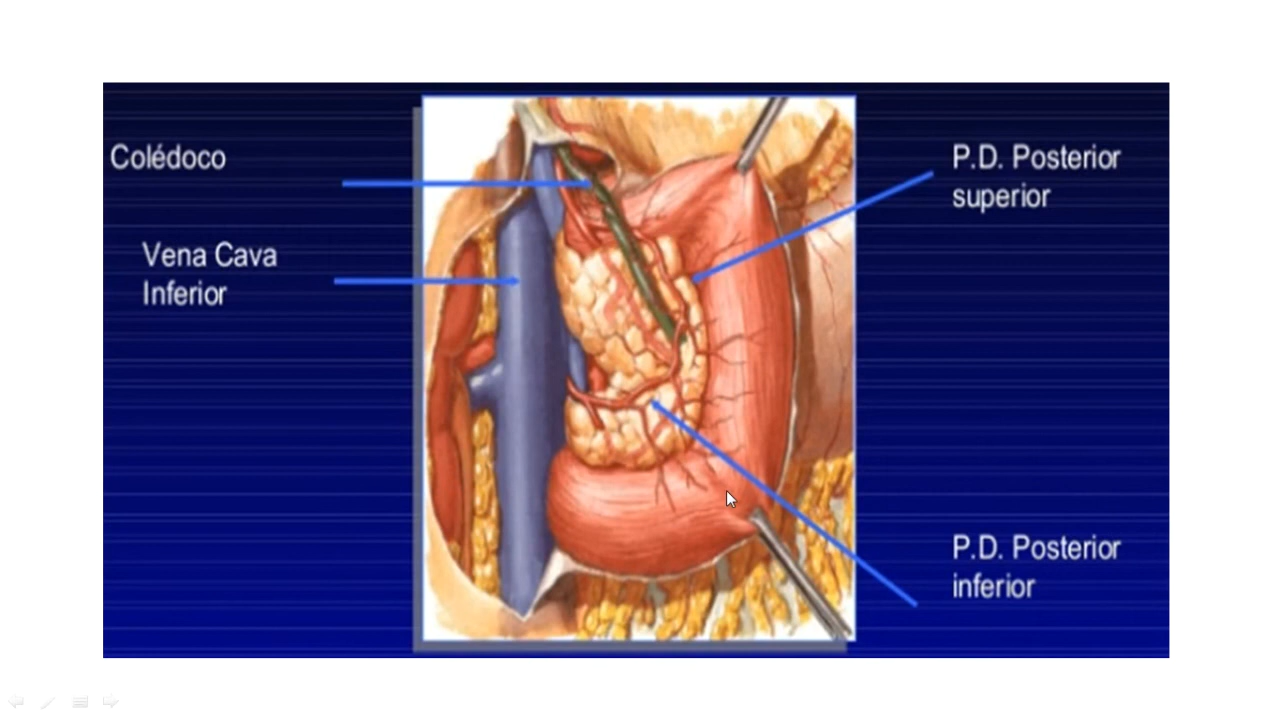 Colédoco
Vena Cava
Inferior
P.D. Posterior
superior
P.D. Posterior
inferior